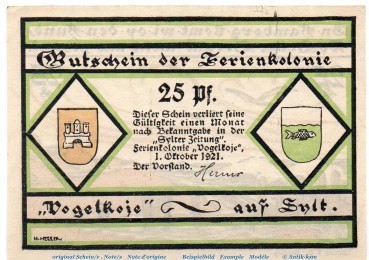 Gutschein der Ferienkolonie
25 Pf.
Dieser Schein verliert seine
Gültigkeit einen Monat
nach Bekanntgabe in der
„Sylter Zeitung".
Ferienkolonie „Vogelkoje",
1. Oktober 1921.
Der Vorstand.
„Vogelkoje" auf Sylt.
original Schein/e , Note/s Note d'origine Beispielbild Example Modèle © antik-kim